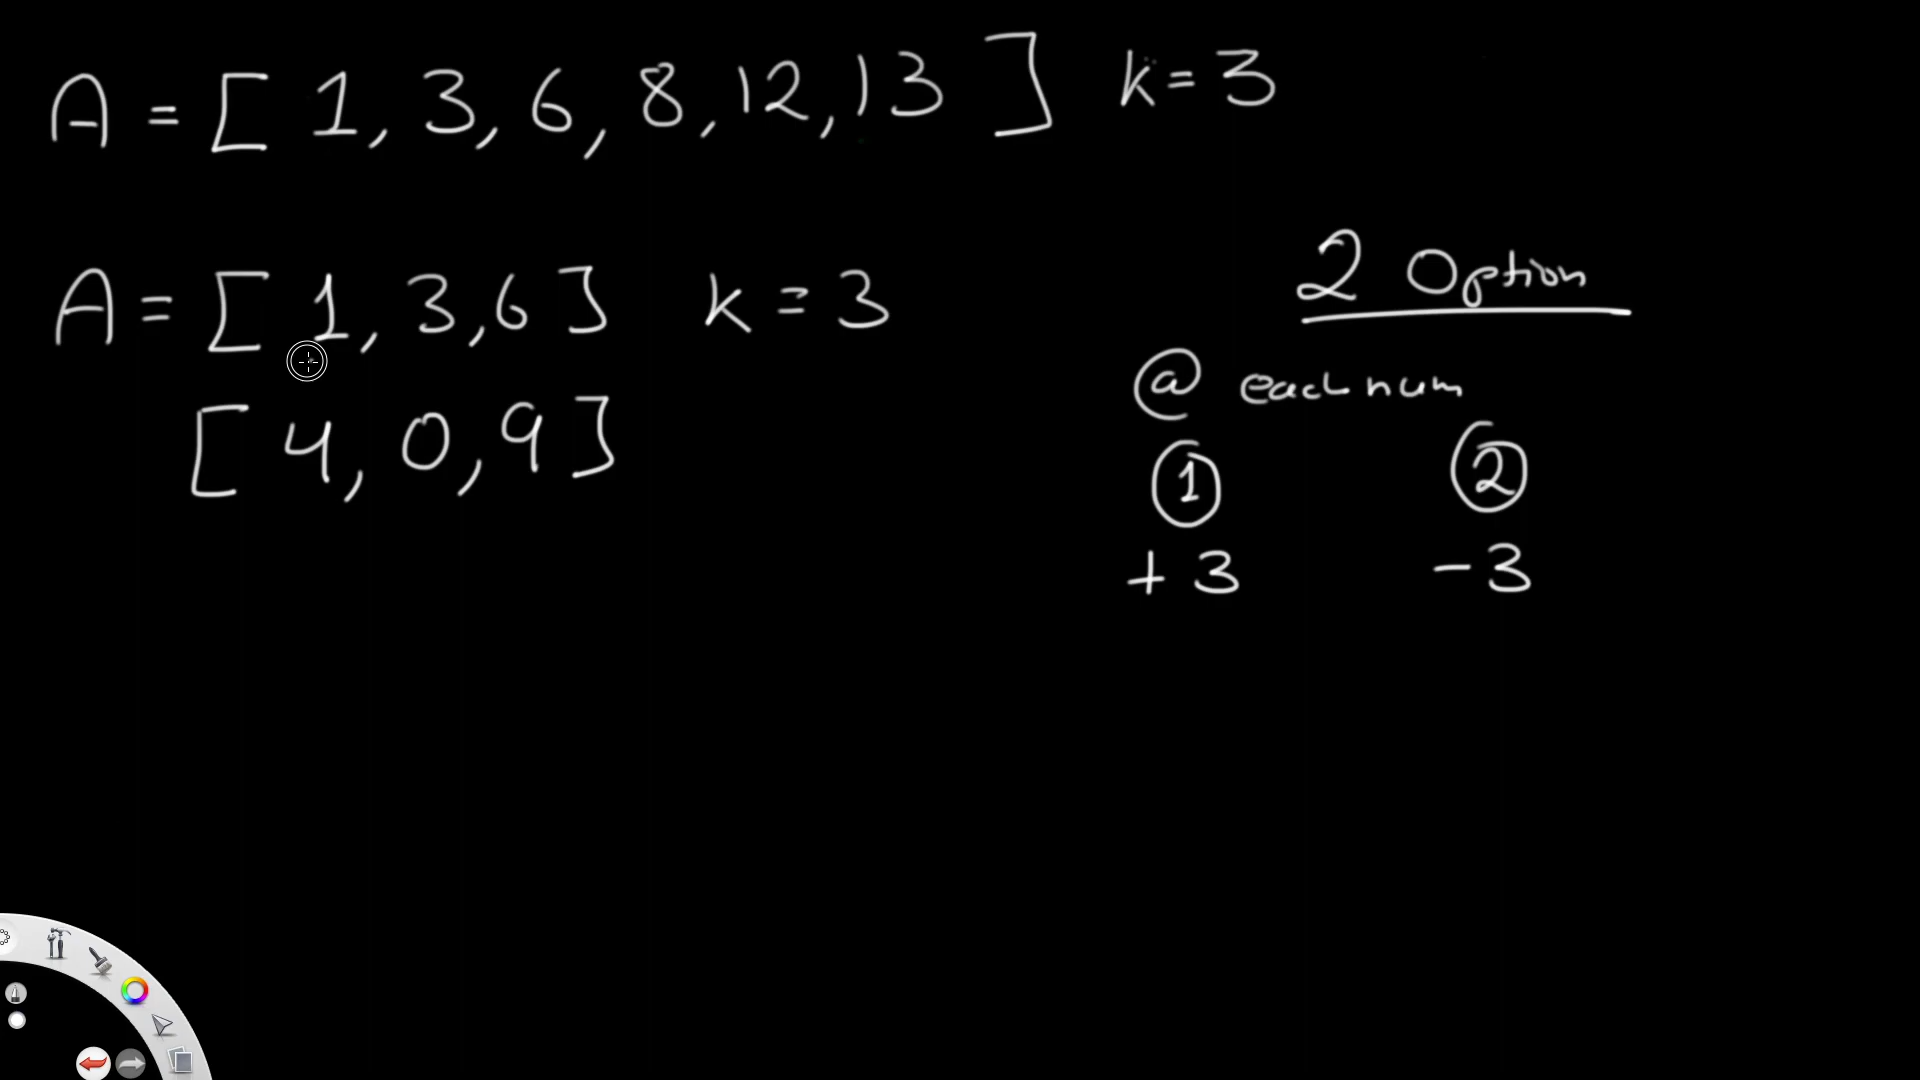 A = [ 1, 3, 6, 8, 12, 13 ] k = 3
A = [ 1, 3, 6 ] k = 3
[ 4, 0, 9 ]
2 Option
@ each num
1 2
+ 3 - 3